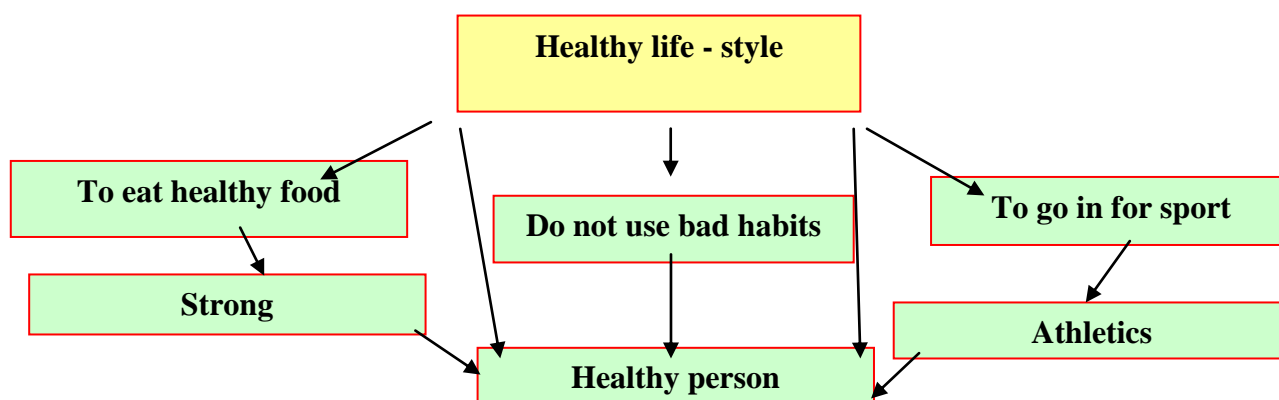 Healthy life - style
To eat healthy food
Do not use bad habits
To go in for sport
Strong
Athletics
Healthy person